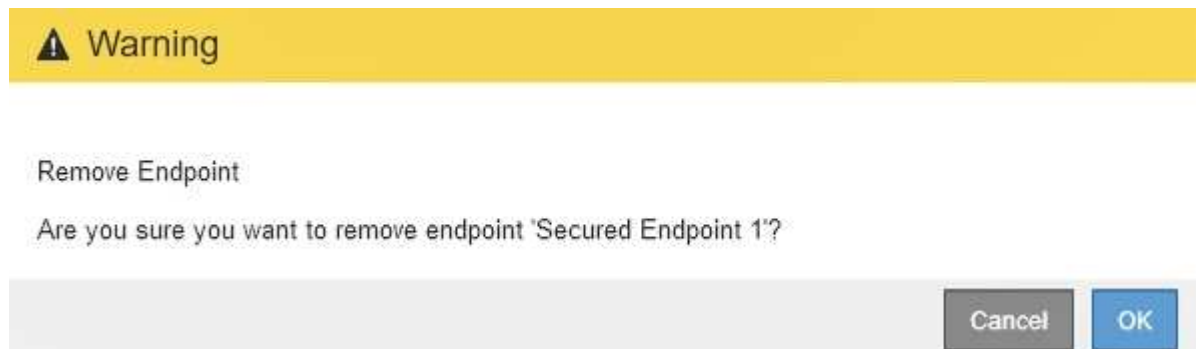 Warning
Remove Endpoint
Are you sure you want to remove endpoint 'Secured Endpoint 1'?
Cancel OK